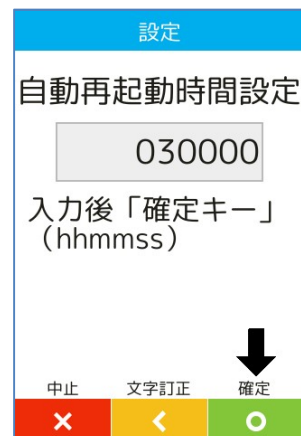 設定
自動再起動時間設定
030000
入力後「確定キー」
（hhmmss）
中止 文字訂正 確定